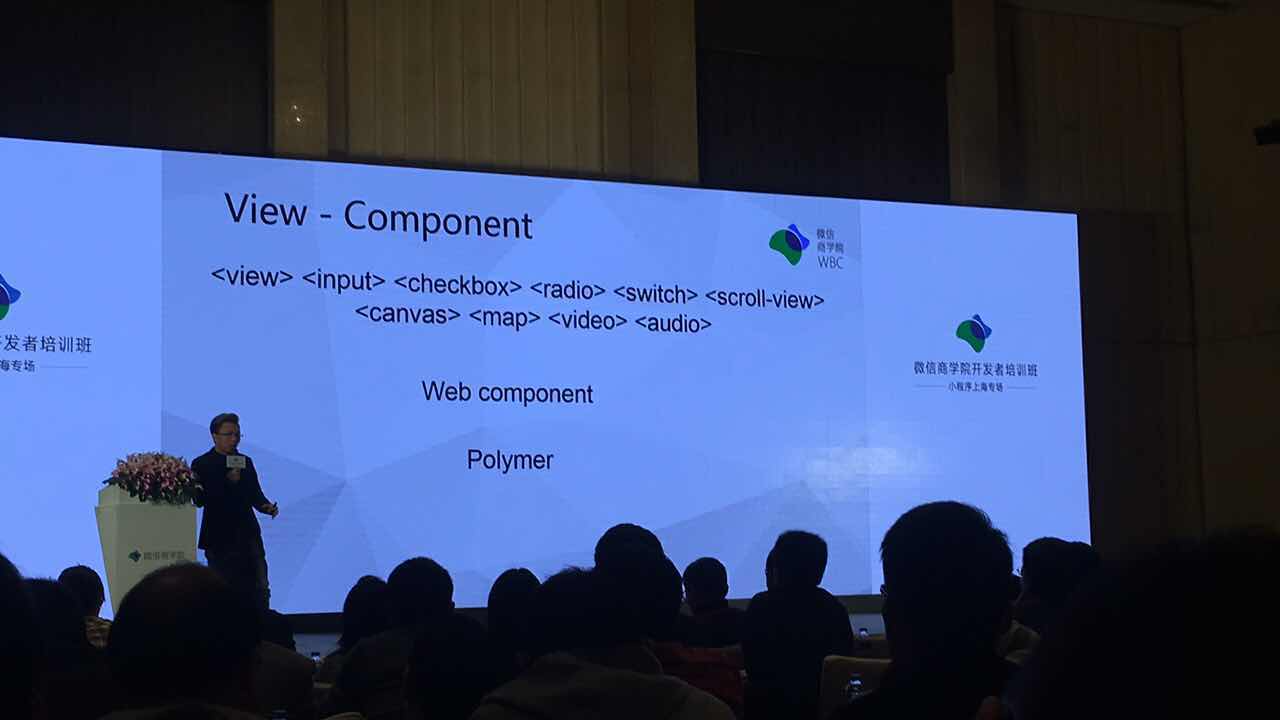 View - Component
微信
商学院
WBC
<view> <input> <checkbox> <radio> <switch> <scroll-view>
<canvas> <map> <video> <audio>
Web component
Polymer
发者培训班
海专场
微信商学院开发者培训班
小程序上海专场
微信商学院